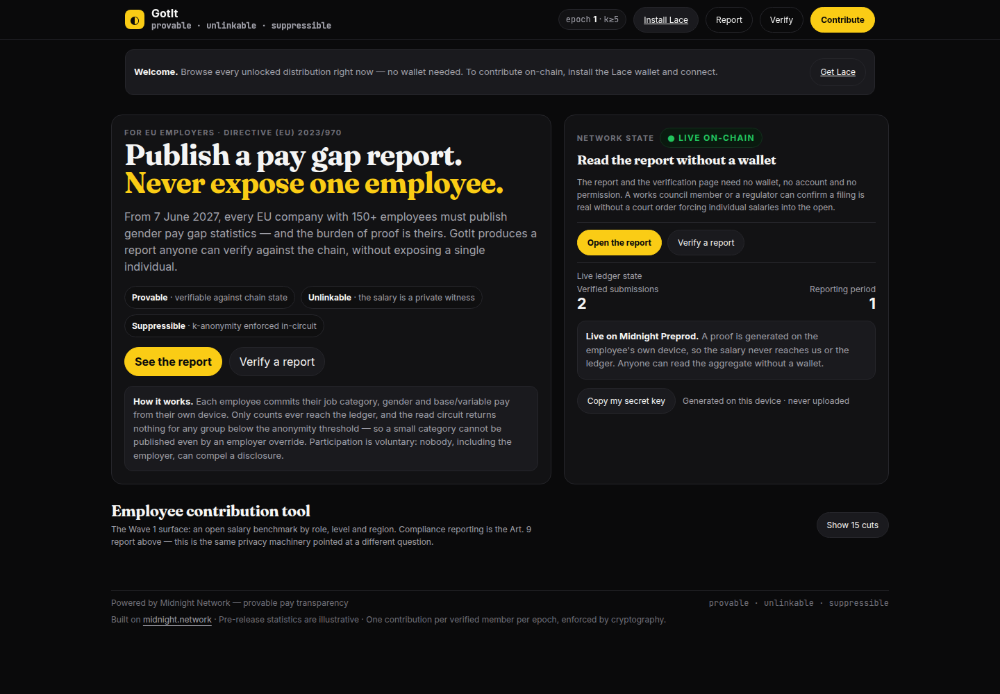 GotIt
provable · unlinkable · suppressible
epoch 1 · k≥5
Install Lace
Report
Verify
Contribute
Welcome. Browse every unlocked distribution right now — no wallet needed. To contribute on-chain, install the Lace wallet and connect.
Get Lace
FOR EU EMPLOYERS · DIRECTIVE (EU) 2023/970
Publish a pay gap report.
Never expose one employee.
From 7 June 2027, every EU company with 150+ employees must publish
gender pay gap statistics — and the burden of proof is theirs. GotIt produces a
report anyone can verify against the chain, without exposing a single
individual.
Provable · verifiable against chain state
Unlinkable · the salary is a private witness
Suppressible · k-anonymity enforced in-circuit
See the report
Verify a report
How it works. Each employee commits their job category, gender and base/variable pay
from their own device. Only counts ever reach the ledger, and the read circuit returns
nothing for any group below the anonymity threshold — so a small category cannot be
published even by an employer override. Participation is voluntary: nobody, including the
employer, can compel a disclosure.
NETWORK STATE
LIVE ON-CHAIN
Read the report without a wallet
The report and the verification page need no wallet, no account and no
permission. A works council member or a regulator can confirm a filing is
real without a court order forcing individual salaries into the open.
Open the report
Verify a report
Live ledger state
Verified submissions
Reporting period
2
1
Live on Midnight Preprod. A proof is generated on the
employee's own device, so the salary never reaches us or the
ledger. Anyone can read the aggregate without a wallet.
Copy my secret key
Generated on this device · never uploaded
Employee contribution tool
The Wave 1 surface: an open salary benchmark by role, level and region. Compliance reporting is the Art. 9
report above — this is the same privacy machinery pointed at a different question.
Show 15 cuts
Powered by Midnight Network — provable pay transparency
provable · unlinkable · suppressible
Built on midnight.network · Pre-release statistics are illustrative · One contribution per verified member per epoch, enforced by cryptography.